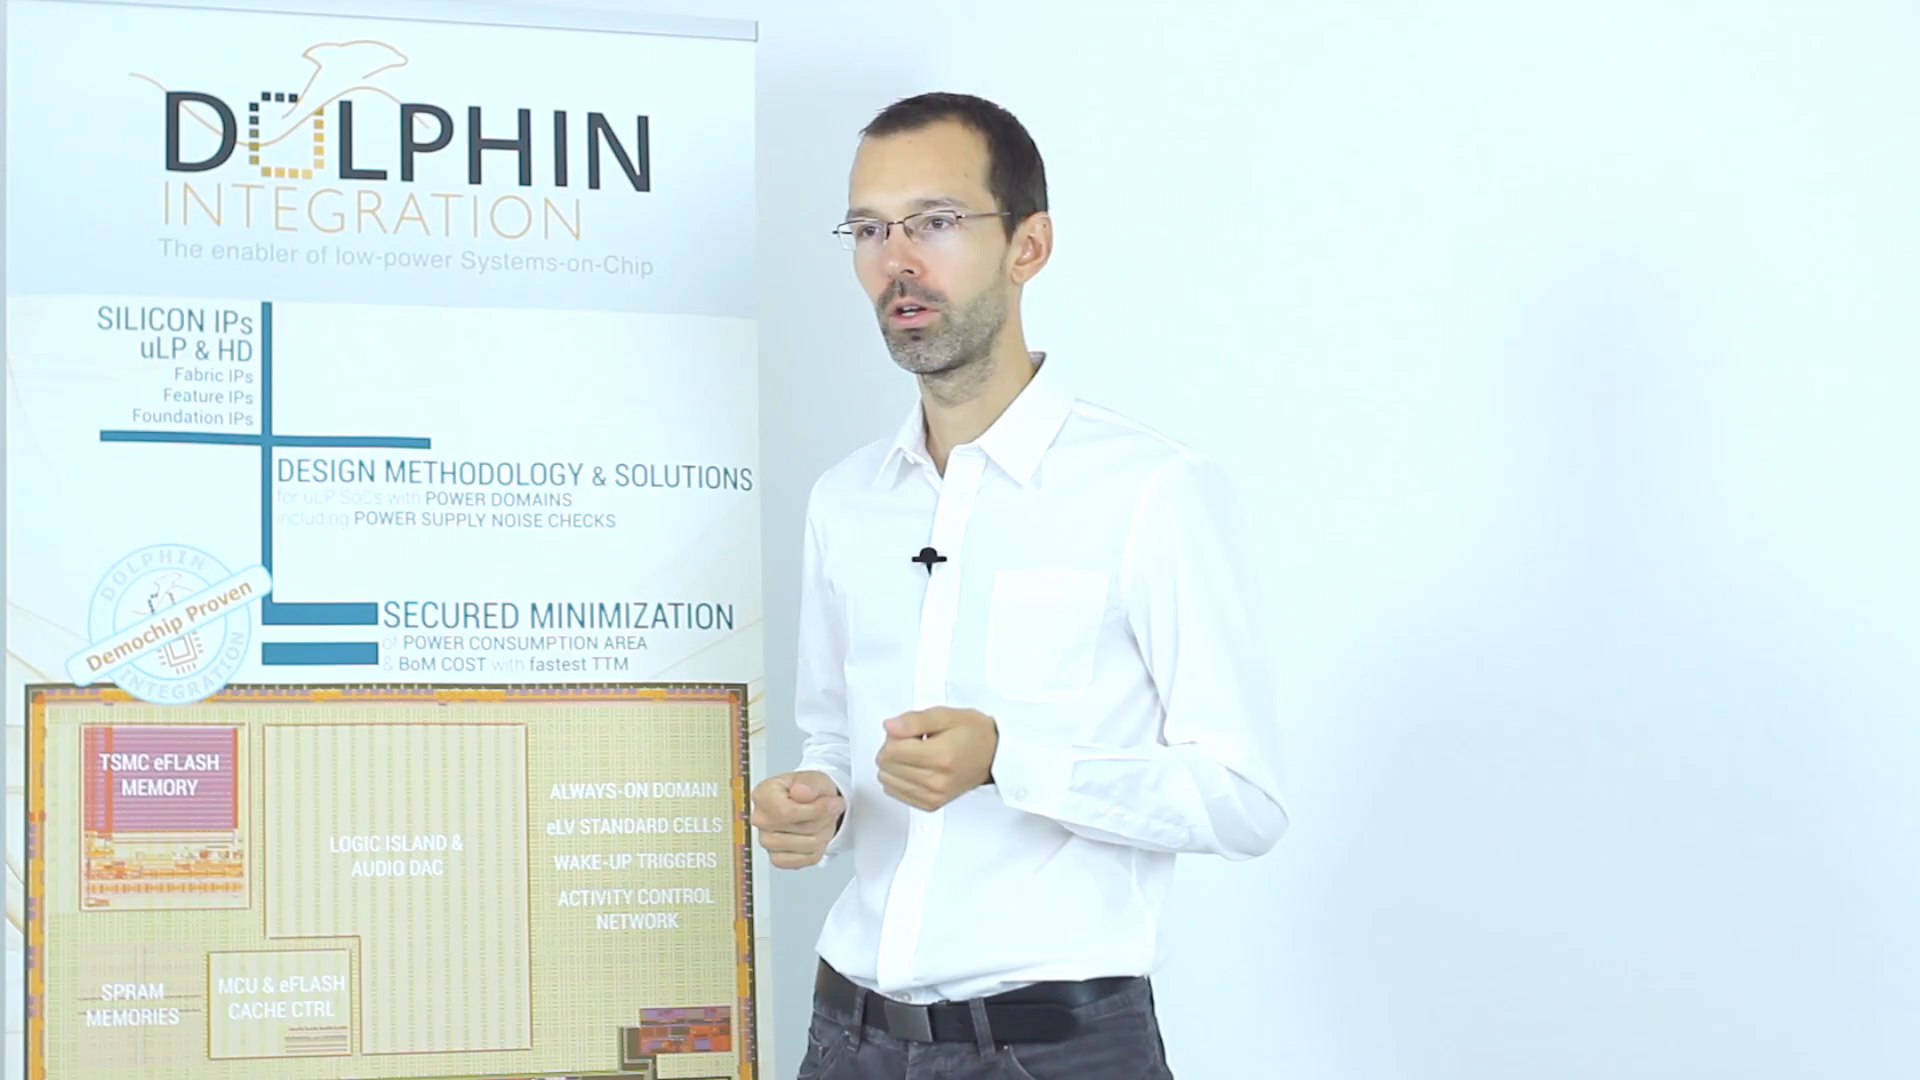 DOLPHIN
INTEGRATION
The enabler of low-power Systems-on-Chip
SILICON IPs
uLP & HD
Fabric IPs
Feature IPs
Foundation IPs
DESIGN METHODOLOGY & SOLUTIONS
for uLP SoCs with POWER DOMAINS
including POWER SUPPLY NOISE CHECKS
DOLPHIN
Demochip Proven
INTEGRATION
SECURED MINIMIZATION
of POWER CONSUMPTION AREA
& BoM COST with fastest TTM
TSMC eFLASH
MEMORY
LOGIC ISLAND &
AUDIO DAC
ALWAYS-ON DOMAIN
eLV STANDARD CELLS
WAKE-UP TRIGGERS
ACTIVITY CONTROL
NETWORK
SPRAM
MEMORIES
MCU & eFLASH
CACHE CTRL